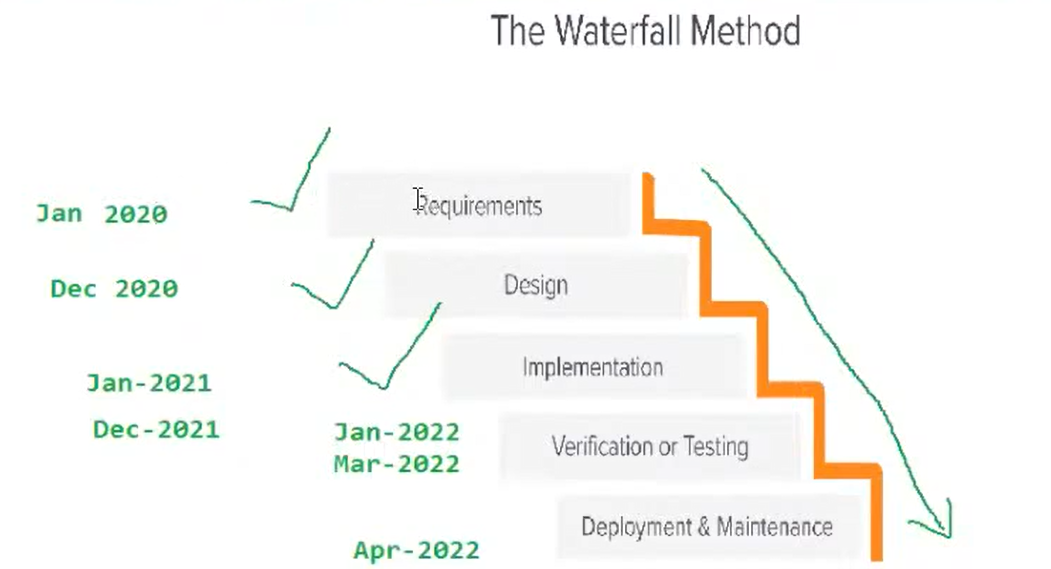 The Waterfall Method
Jan 2020
Requirements
Dec 2020
Design
Jan-2021
Implementation
Dec-2021
Jan-2022
Mar-2022
Verification or Testing
Apr-2022
Deployment & Maintenance